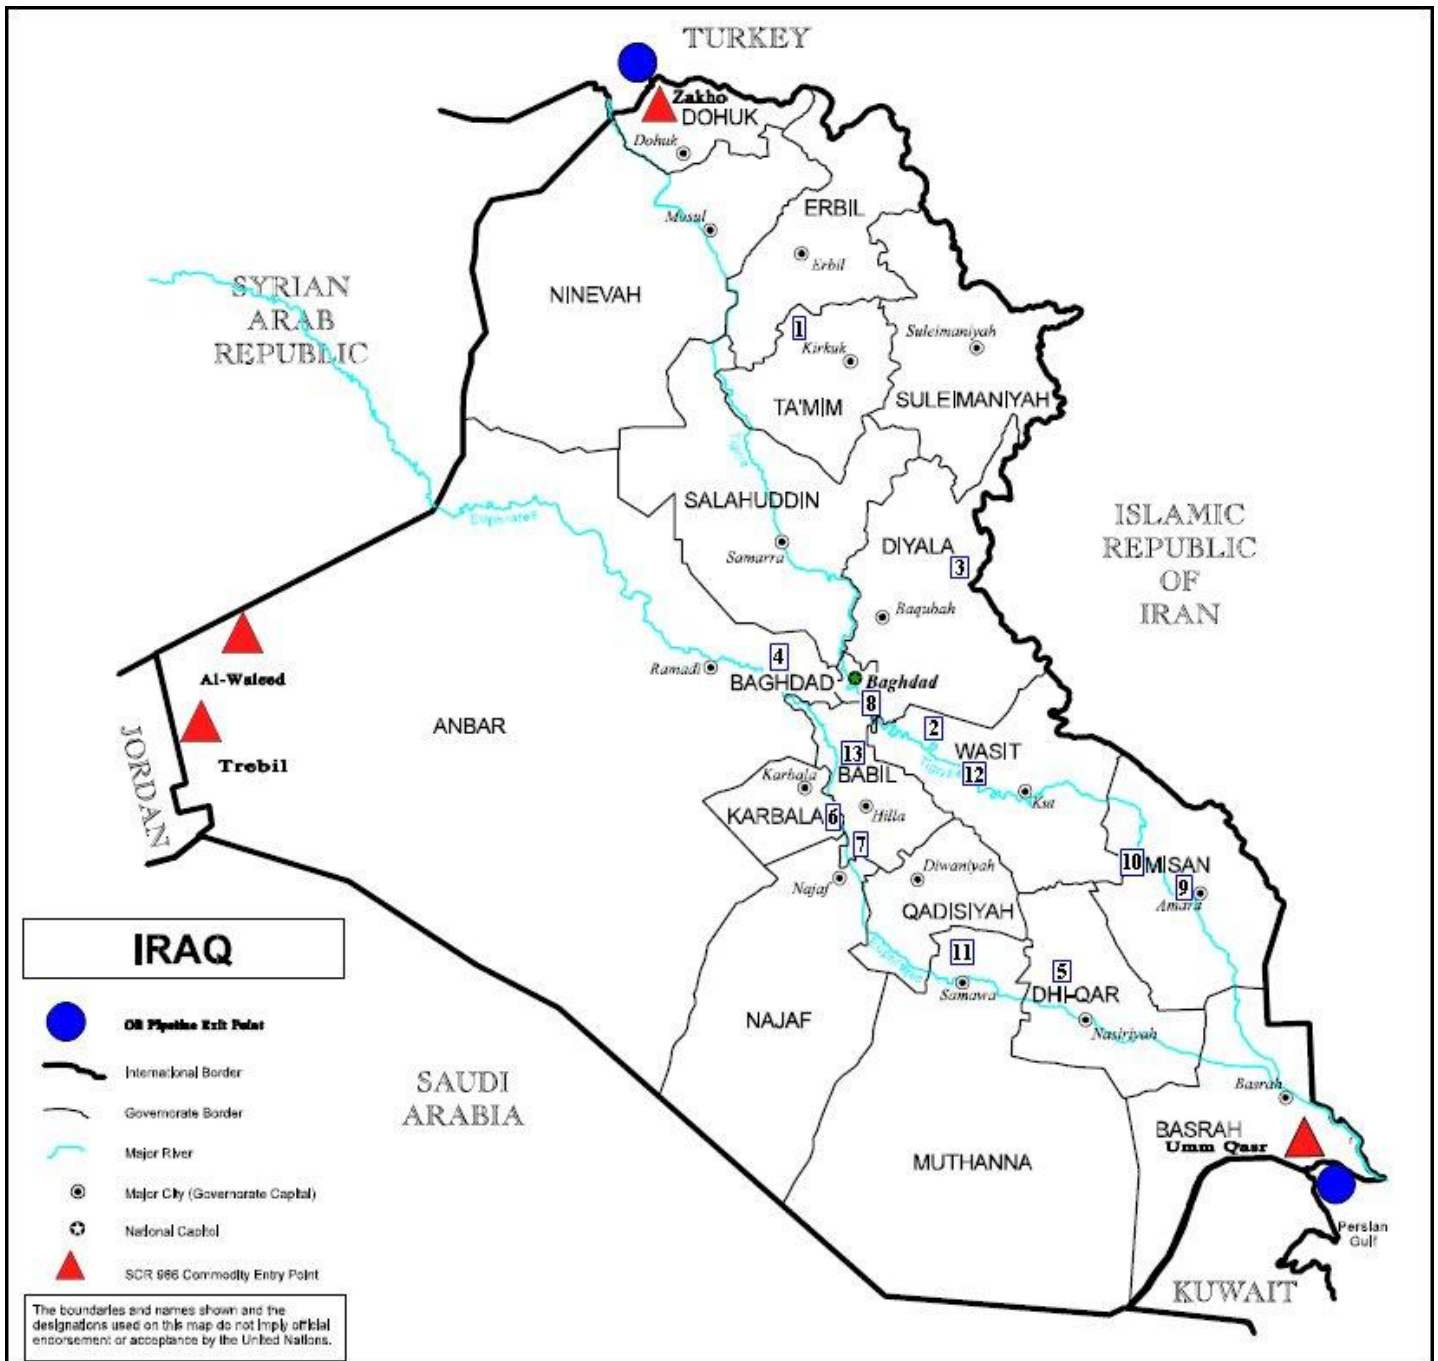 TURKEY
Zakho
DOHUK
Dohuk
ERBIL
Mosul
Erbil
SYRIAN
ARAB
REPUBLIC
NINEVAH
1
Kirkuk
Suleimaniyah
TA'MIM
SULEIMANIYAH
Tigris
SALAHUDDIN
Euphrates
Samarra
DIYALA
3
ISLAMIC
REPUBLIC
OF
IRAN
Baqubah
4
Ramadi
BAGHDAD
Baghdad
8
Al-Waleed
Trebil
JORDAN
ANBAR
2
WASIT
13
BABIL
Tigris
12
Karbala
KARBALA
6
Hilla
Kut
7
10
MISAN
9
Amara
Najaf
Diwaniyah
QADISIYAH
Euphrates
11
Samawa
5
DHI-QAR
Nasiriyah
NAJAF
SAUDI
ARABIA
MUTHANNA
Basrah
BASRAH
Umm Qasr
Persian
Gulf
KUWAIT
IRAQ
Oil Pipeline Exit Point
International Border
Governorate Border
Major River
Major City (Governorate Capital)
National Capitol
SCR 986 Commodity Entry Point
The boundaries and names shown and the
designations used on this map do not imply official
endorsement or acceptance by the United Nations.